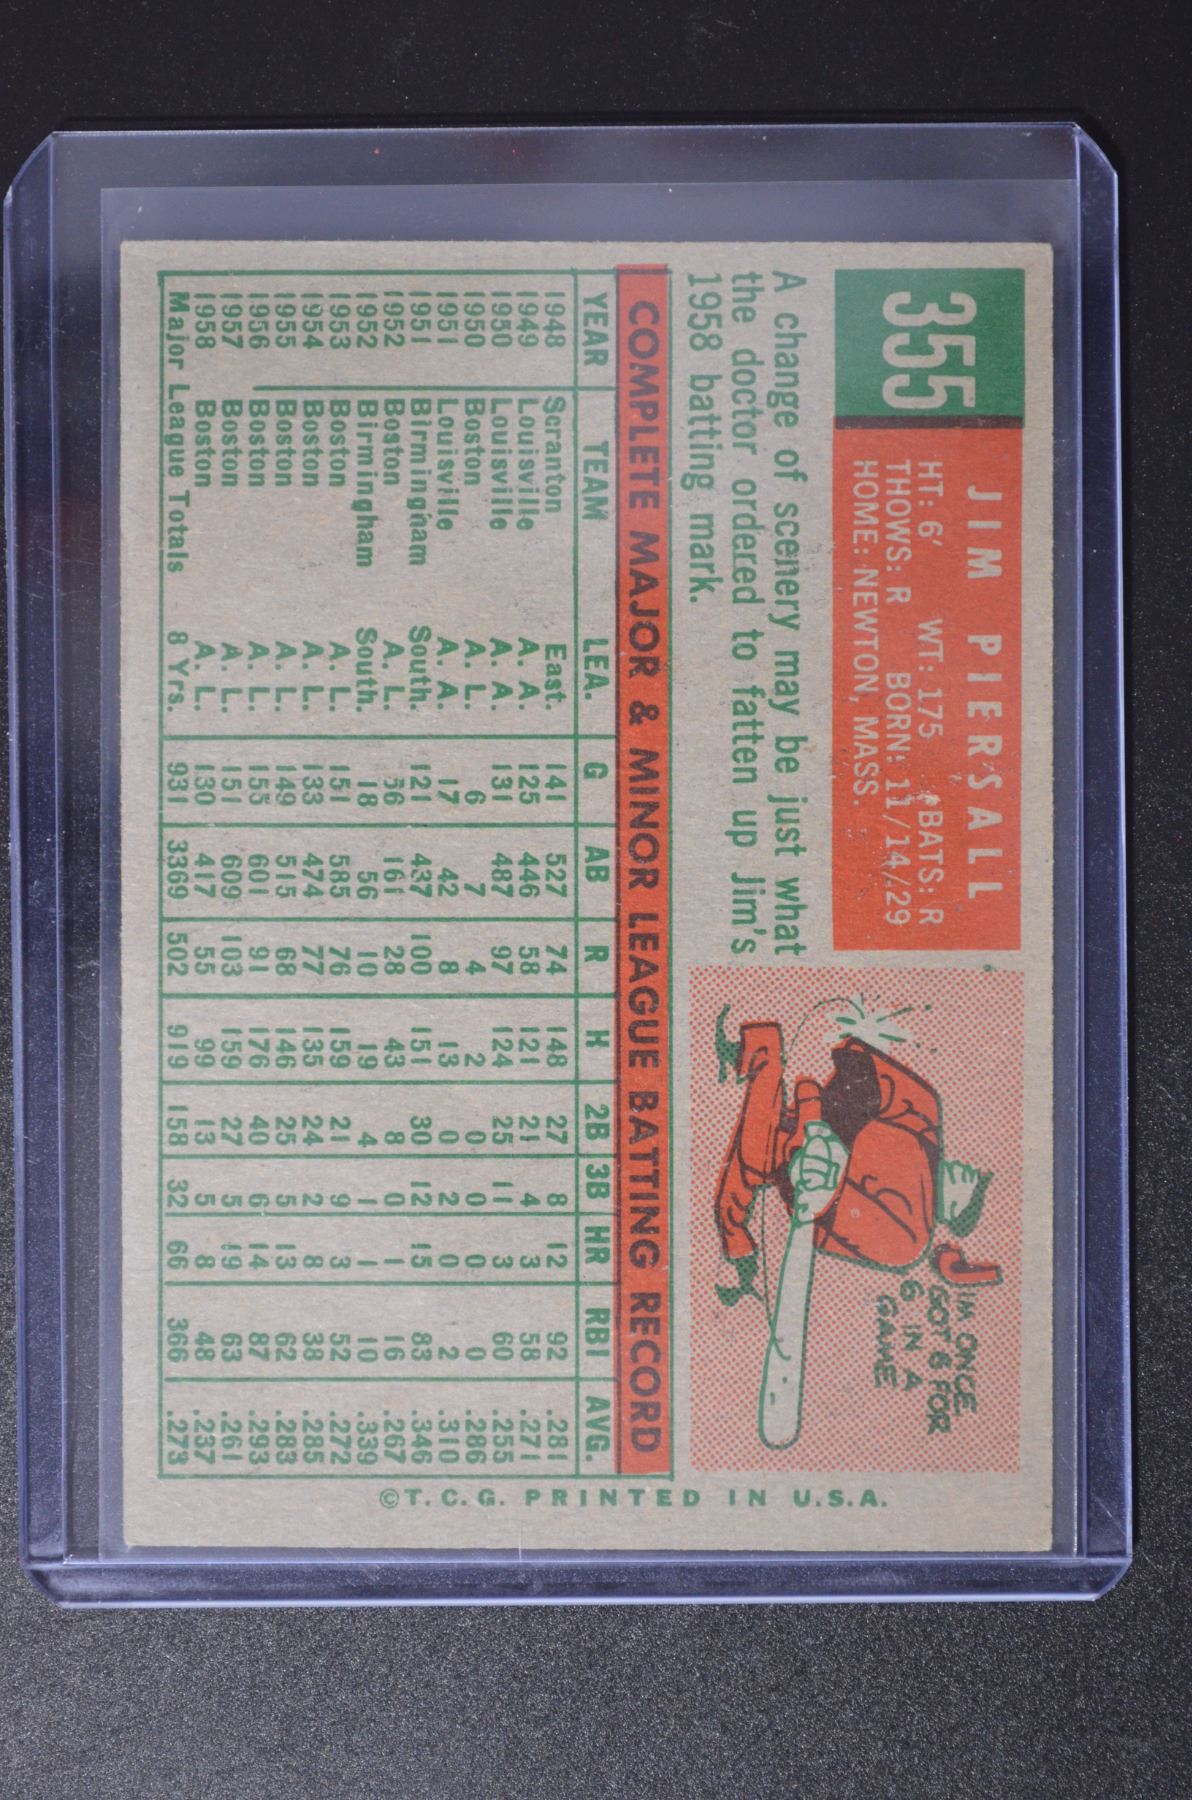 355
JIM PIERSALL
HT: 6' WT: 175 BATS: R
THOWS: R BORN: 11/14/29
HOME: NEWTON, MASS.
A change of scenery may be just what
the doctor ordered to fatten up Jim's
1958 batting mark.
JIM ONCE
GOT 6 FOR
6 IN A
GAME
COMPLETE MAJOR & MINOR LEAGUE BATTING RECORD
YEAR TEAM LEA. G AB R H 2B 3B HR RBI AVG.
1948 Scranton East. 141 527 74 148 27 8 12 92 .281
1949 Louisville A. A. 125 446 58 121 21 4 3 58 .271
1950 Louisville A. A. 131 487 97 124 25 11 3 60 .255
1950 Boston A. L. 6 7 4 2 0 0 0 0 .286
1951 Louisville A. A. 17 42 8 13 0 2 0 2 .310
1951 Birmingham South. 121 437 100 151 30 12 15 83 .346
1952 Boston A. L. 56 161 28 43 8 0 1 16 .267
1952 Birmingham South. 18 56 10 19 4 1 1 10 .339
1953 Boston A. L. 151 585 76 159 21 9 3 52 .272
1954 Boston A. L. 133 474 77 135 24 2 8 38 .285
1955 Boston A. L. 149 515 68 146 25 5 13 62 .283
1956 Boston A. L. 155 601 91 176 40 6 14 87 .293
1957 Boston A. L. 151 609 103 159 27 5 19 63 .261
1958 Boston A. L. 130 417 55 99 13 5 8 48 .237
Major League Totals 8 Yrs. 931 3369 502 919 158 32 66 366 .273
©T. C. G. PRINTED IN U.S.A.